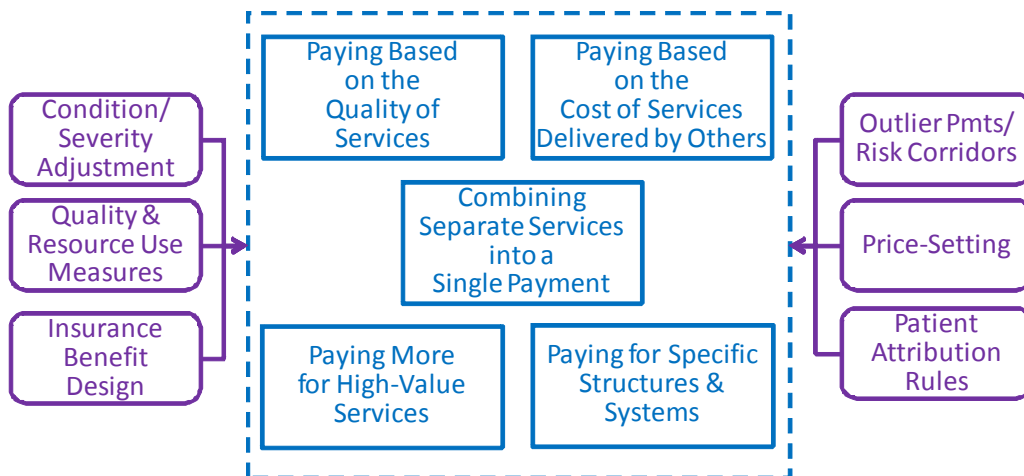 Condition/
Severity
Adjustment
Quality &
Resource Use
Measures
Insurance
Benefit
Design
Paying Based
on the
Quality of
Services
Paying Based
on the
Cost of Services
Delivered by Others
Combining
Separate Services
into a
Single Payment
Paying More
for High-Value
Services
Paying for Specific
Structures &
Systems
Outlier Pmts/
Risk Corridors
Price-Setting
Patient
Attribution
Rules